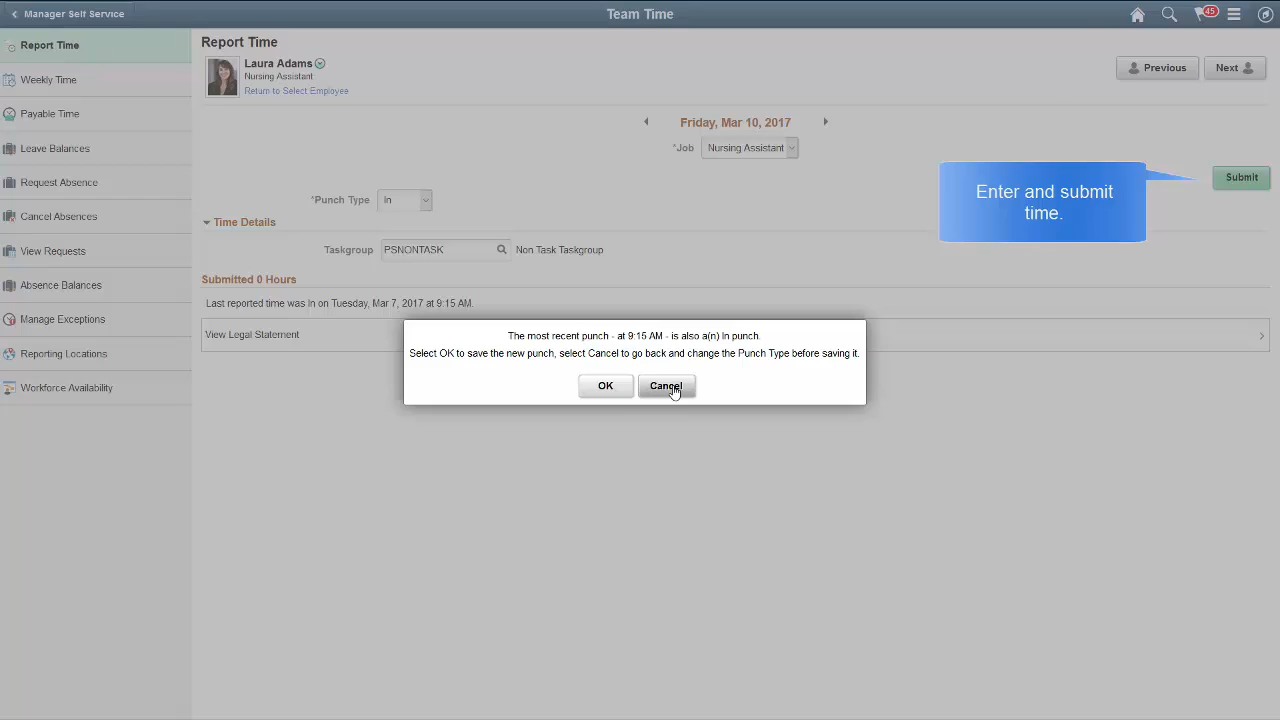 Manager Self Service
Team Time
45
Report Time
Weekly Time
Payable Time
Leave Balances
Request Absence
Cancel Absences
View Requests
Absence Balances
Manage Exceptions
Reporting Locations
Workforce Availability
Report Time
Laura Adams
Nursing Assistant
Return to Select Employee
Previous
Next
Friday, Mar 10, 2017
*Job Nursing Assistant
Enter and submit
time.
Submit
*Punch Type In
Time Details
Taskgroup PSNONTASK Non Task Taskgroup
Submitted 0 Hours
Last reported time was In on Tuesday, Mar 7, 2017 at 9:15 AM.
View Legal Statement
The most recent punch - at 9:15 AM - is also a(n) In punch.
Select OK to save the new punch, select Cancel to go back and change the Punch Type before saving it.
OK
Cancel